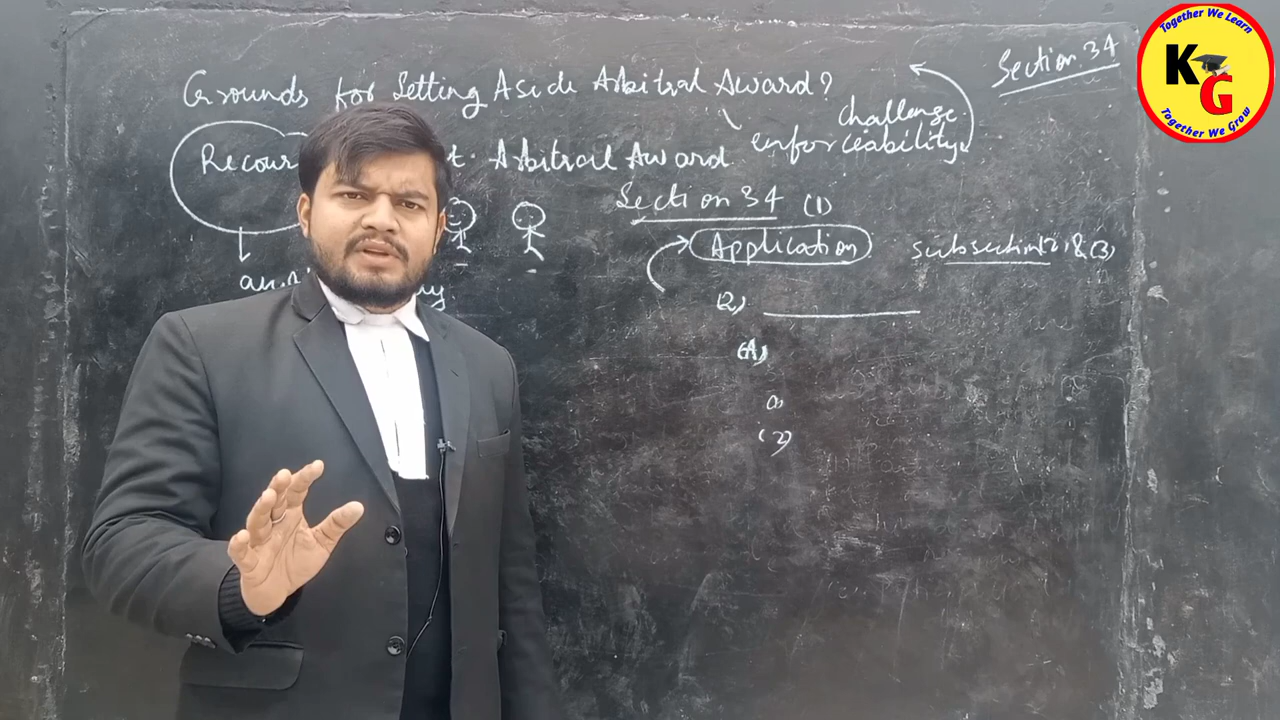 Section 34
Grounds for Setting Aside Arbitral Award?
challenge
enforceability
Recour t. Arbitral Award
Section 34 (1)
Application subsection (2) & (3)
(2)
(A)
(2)
Together We Learn
KG
Together We Grow